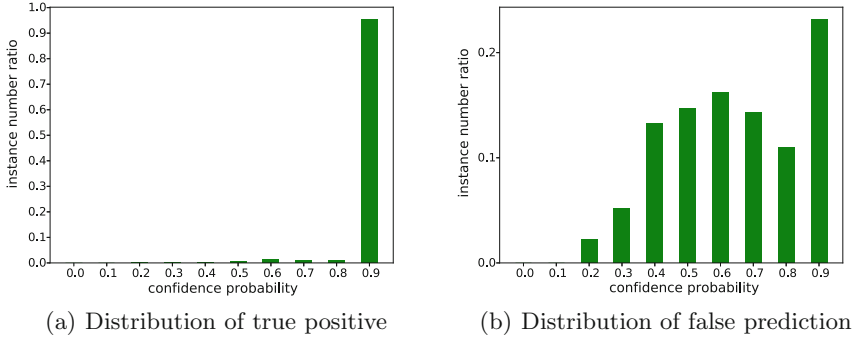 1.0
0.9
0.8
0.7
0.6
0.5
0.4
0.3
0.2
0.1
0.0
instance number ratio
0.0 0.1 0.2 0.3 0.4 0.5 0.6 0.7 0.8 0.9
confidence probability
(a) Distribution of true positive
0.2
0.1
0.0
instance number ratio
0.0 0.1 0.2 0.3 0.4 0.5 0.6 0.7 0.8 0.9
confidence probability
(b) Distribution of false prediction